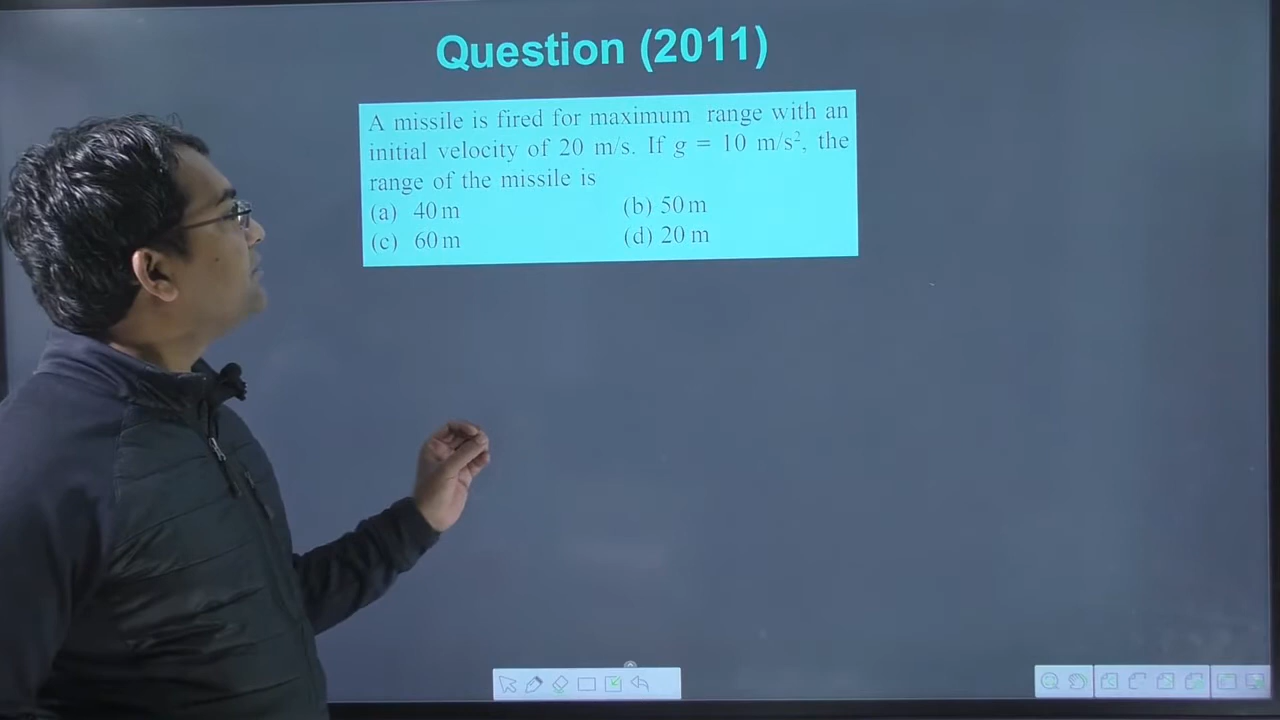 Question (2011)
A missile is fired for maximum range with an
initial velocity of 20 m/s. If g = 10 m/s², the
range of the missile is
(a) 40 m (b) 50 m
(c) 60 m (d) 20 m